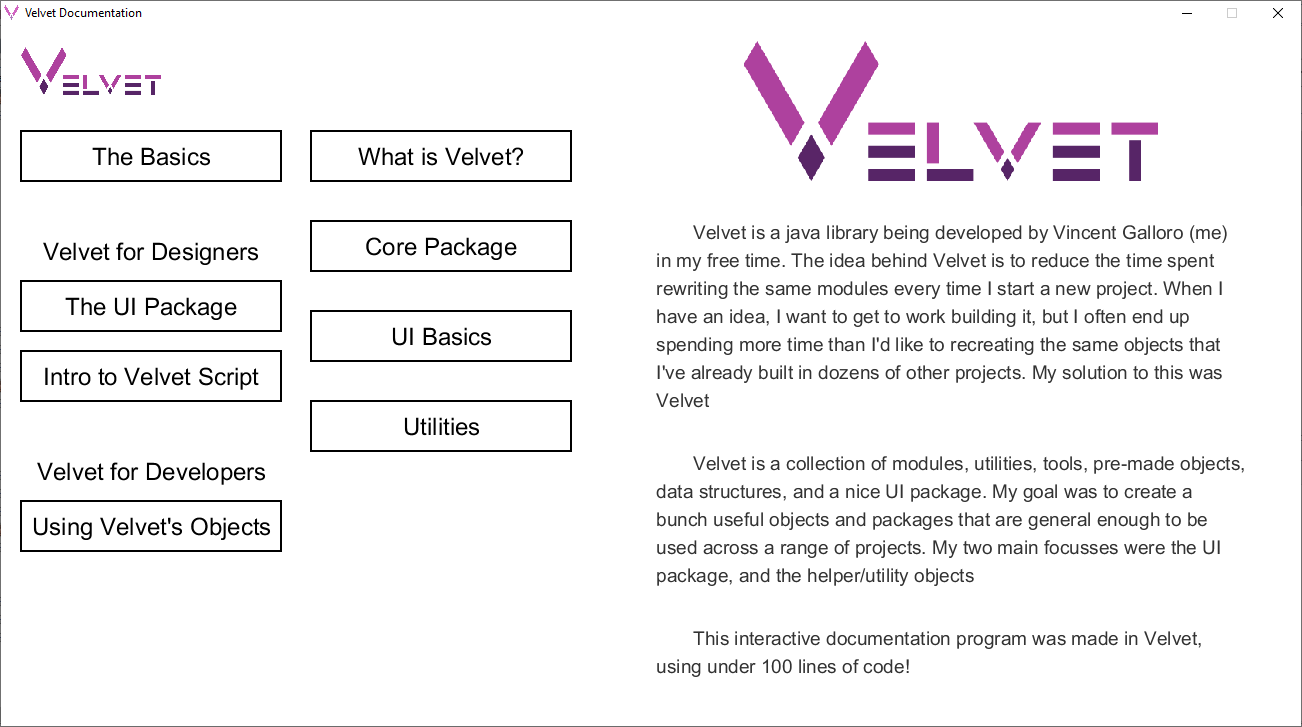 Velvet Documentation
VELVET
The Basics
Velvet for Designers
The UI Package
Intro to Velvet Script
Velvet for Developers
Using Velvet's Objects
What is Velvet?
Core Package
UI Basics
Utilities
VELVET
Velvet is a java library being developed by Vincent Galloro (me)
in my free time. The idea behind Velvet is to reduce the time spent
rewriting the same modules every time I start a new project. When I
have an idea, I want to get to work building it, but I often end up
spending more time than I'd like to recreating the same objects that
I've already built in dozens of other projects. My solution to this was
Velvet
Velvet is a collection of modules, utilities, tools, pre-made objects,
data structures, and a nice UI package. My goal was to create a
bunch useful objects and packages that are general enough to be
used across a range of projects. My two main focusses were the UI
package, and the helper/utility objects
This interactive documentation program was made in Velvet,
using under 100 lines of code!